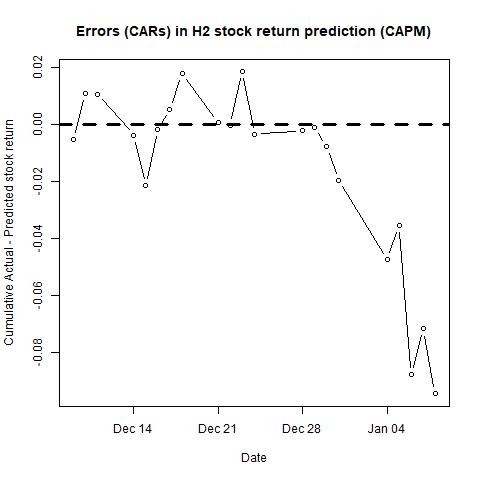 Errors (CARs) in H2 stock return prediction (CAPM)
Cumulative Actual - Predicted stock return
0.02
0.00
-0.02
-0.04
-0.06
-0.08
Dec 14 Dec 21 Dec 28 Jan 04
Date